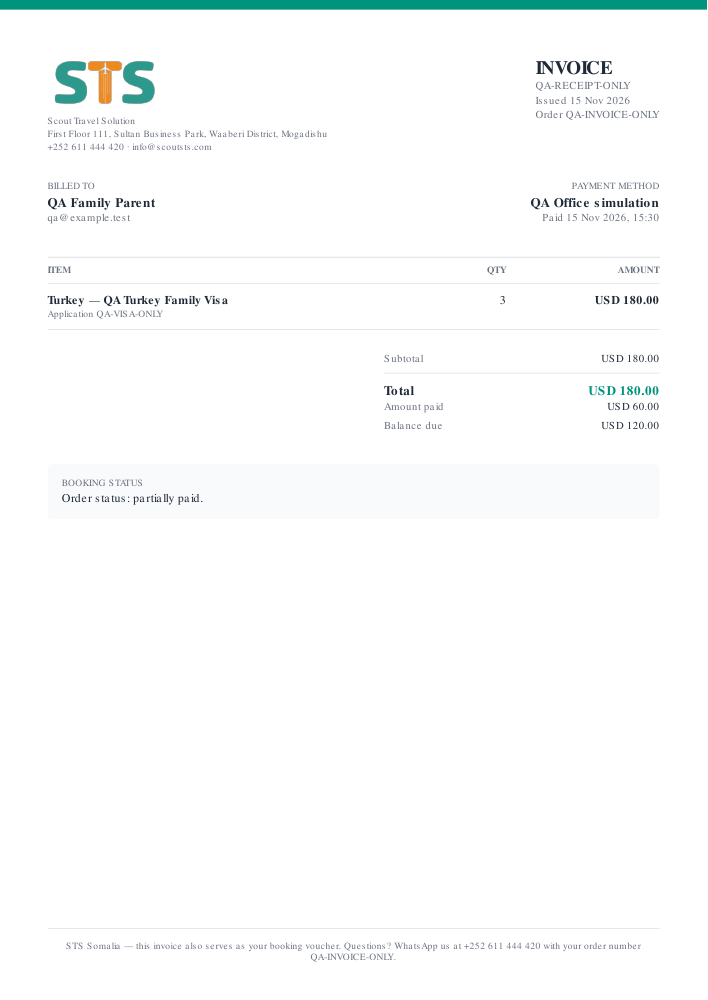 STS
INVOICE
QA-RECEIPT-ONLY
Issued 15 Nov 2026
Order QA-INVOICE-ONLY
Scout Travel Solution
First Floor 111, Sultan Business Park, Waaberi District, Mogadishu
+252 611 444 420 · info@scoutsts.com
BILLED TO
QA Family Parent
qa@example.test
PAYMENT METHOD
QA Office simulation
Paid 15 Nov 2026, 15:30
ITEM QTY AMOUNT
Turkey — QA Turkey Family Visa 3 USD 180.00
Application QA-VISA-ONLY
Subtotal USD 180.00
Total USD 180.00
Amount paid USD 60.00
Balance due USD 120.00
BOOKING STATUS
Order status: partially paid.
STS Somalia — this invoice also serves as your booking voucher. Questions? WhatsApp us at +252 611 444 420 with your order number
QA-INVOICE-ONLY.